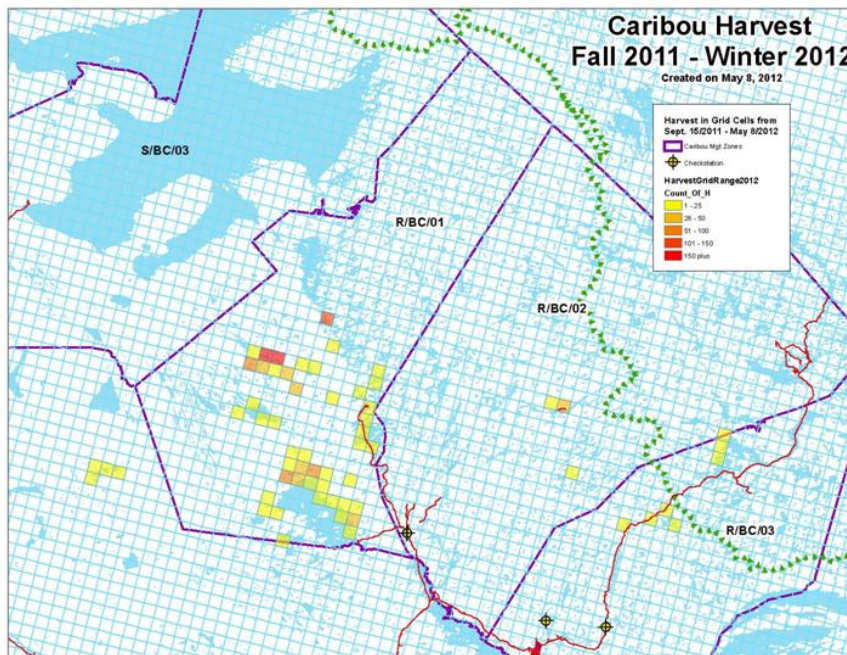 Caribou Harvest
Fall 2011 - Winter 2012
Created on May 8, 2012
Harvest in Grid Cells from
Sept. 15/2011 - May 8/2012
Caribou Mgt Zones
Checkstation
HarvestGridRange2012
Count_Of_H
1 - 25
26 - 50
51 - 100
101 - 150
150 plus
S/BC/03
R/BC/01
R/BC/02
R/BC/03